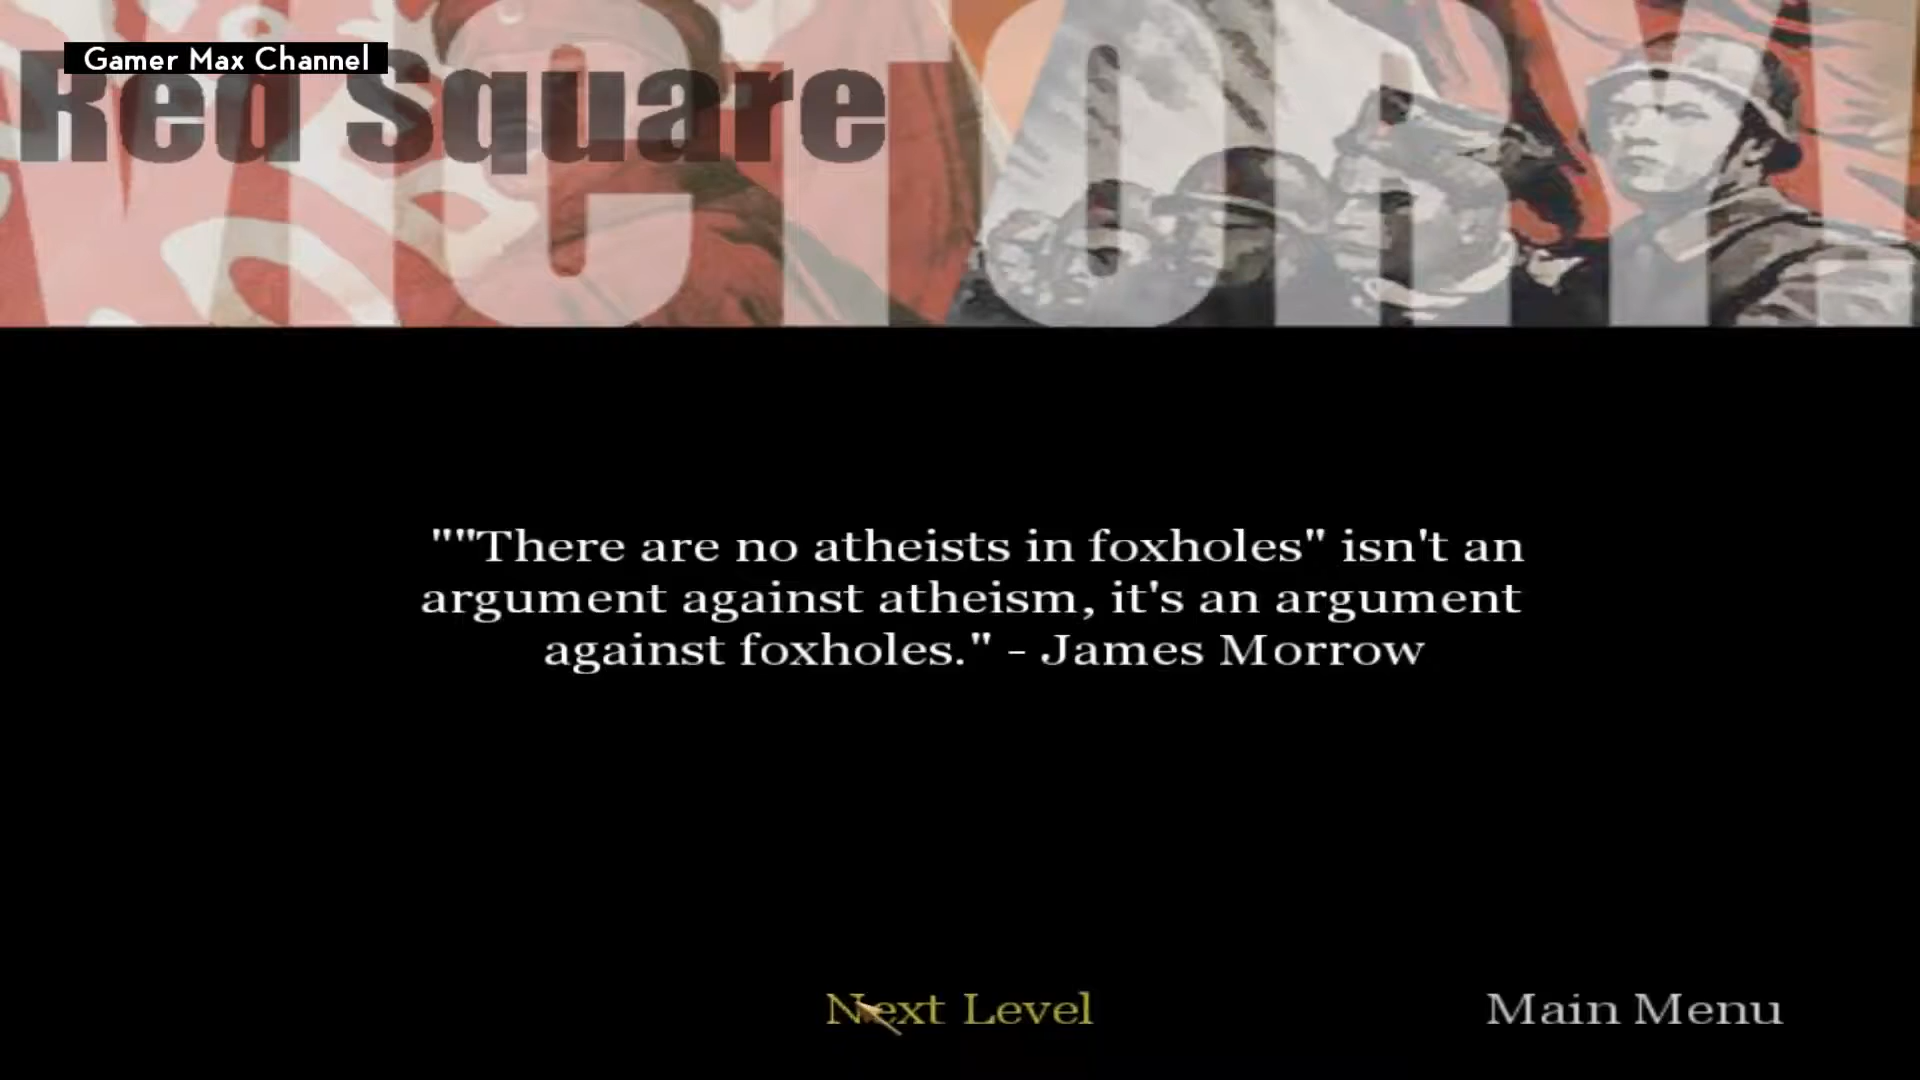 VICTORY!
Gamer Max Channel
Red Square
""There are no atheists in foxholes" isn't an
argument against atheism, it's an argument
against foxholes." - James Morrow
Next Level
Main Menu